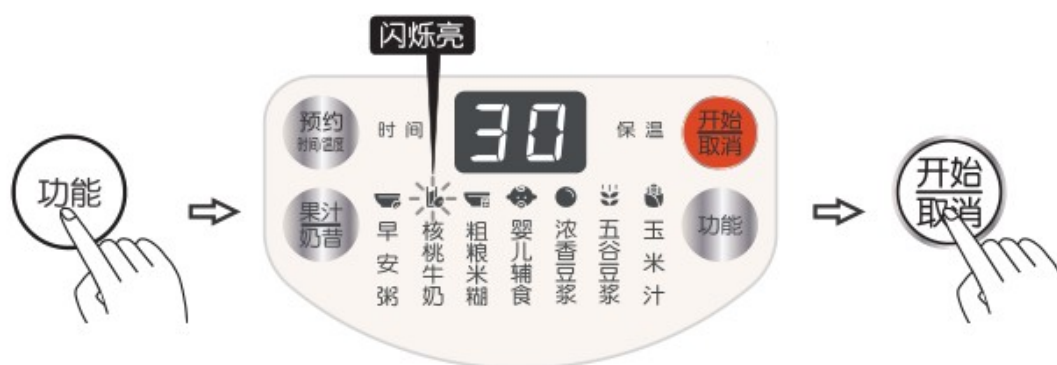 闪烁亮
功能
预约
时间/温度
时间
30
保温
开始
取消
果汁
奶昔
早安粥
核桃牛奶
粗粮米糊
婴儿辅食
浓香豆浆
五谷豆浆
玉米汁
功能
开始
取消